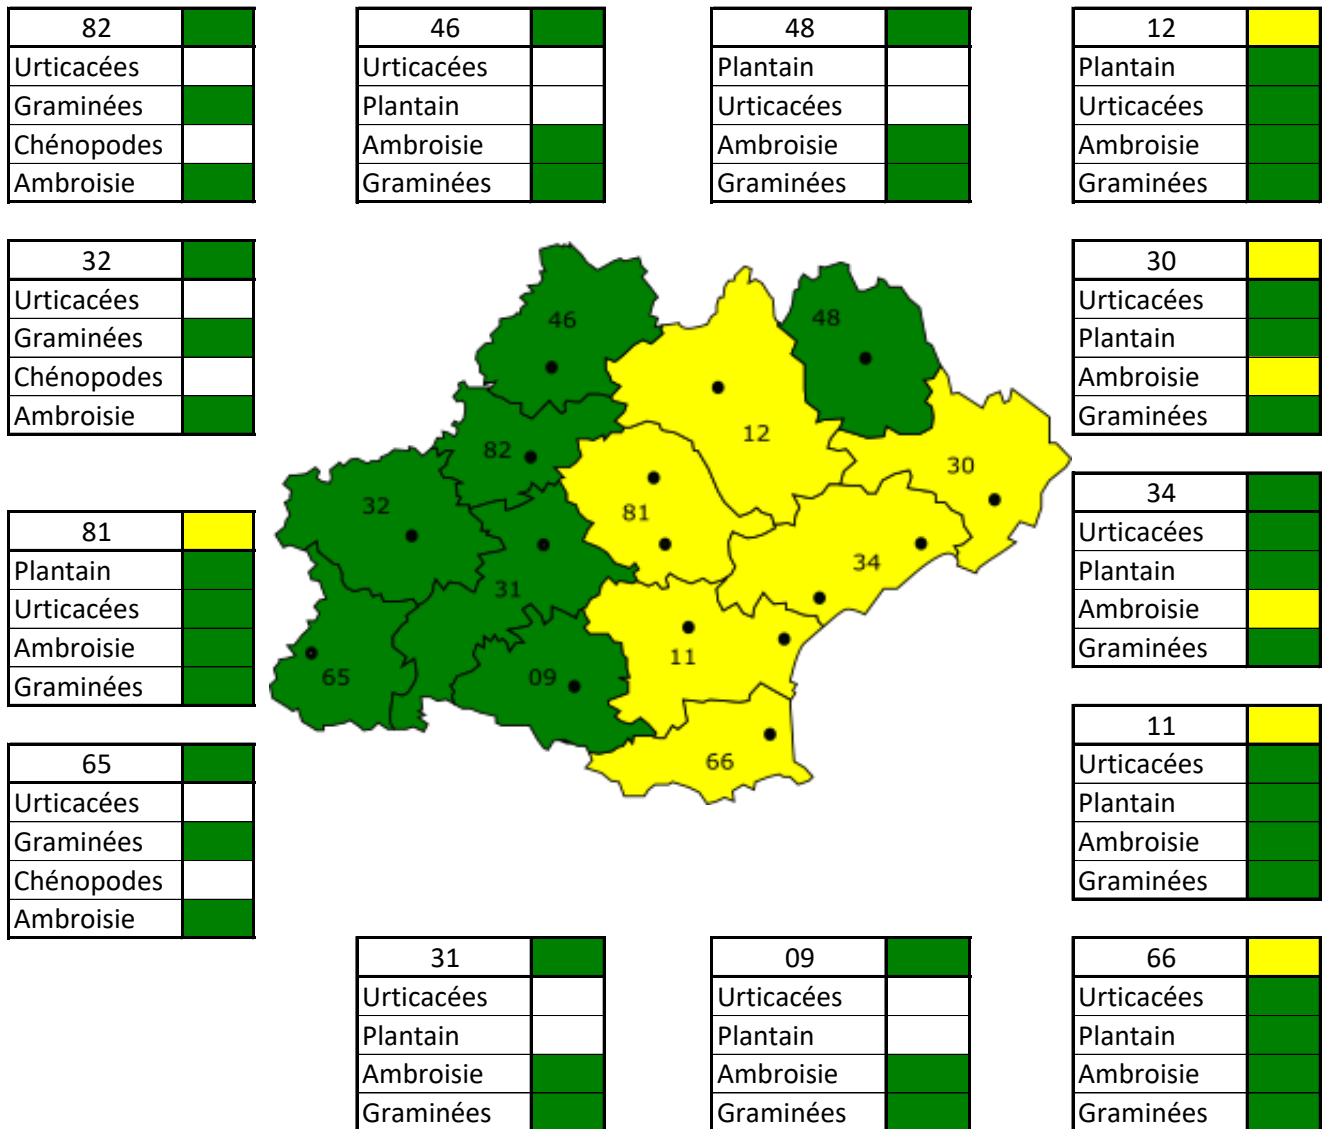 82
Urticacées
Graminées
Chénopodes
Ambroisie
46
Urticacées
Plantain
Ambroisie
Graminées
48
Plantain
Urticacées
Ambroisie
Graminées
12
Plantain
Urticacées
Ambroisie
Graminées
32
Urticacées
Graminées
Chénopodes
Ambroisie
81
Plantain
Urticacées
Ambroisie
Graminées
65
Urticacées
Graminées
Chénopodes
Ambroisie
46
48
12
82
30
32
81
34
31
11
65
09
66
30
Urticacées
Plantain
Ambroisie
Graminées
34
Urticacées
Plantain
Ambroisie
Graminées
11
Urticacées
Plantain
Ambroisie
Graminées
31
Urticacées
Plantain
Ambroisie
Graminées
09
Urticacées
Plantain
Ambroisie
Graminées
66
Urticacées
Plantain
Ambroisie
Graminées